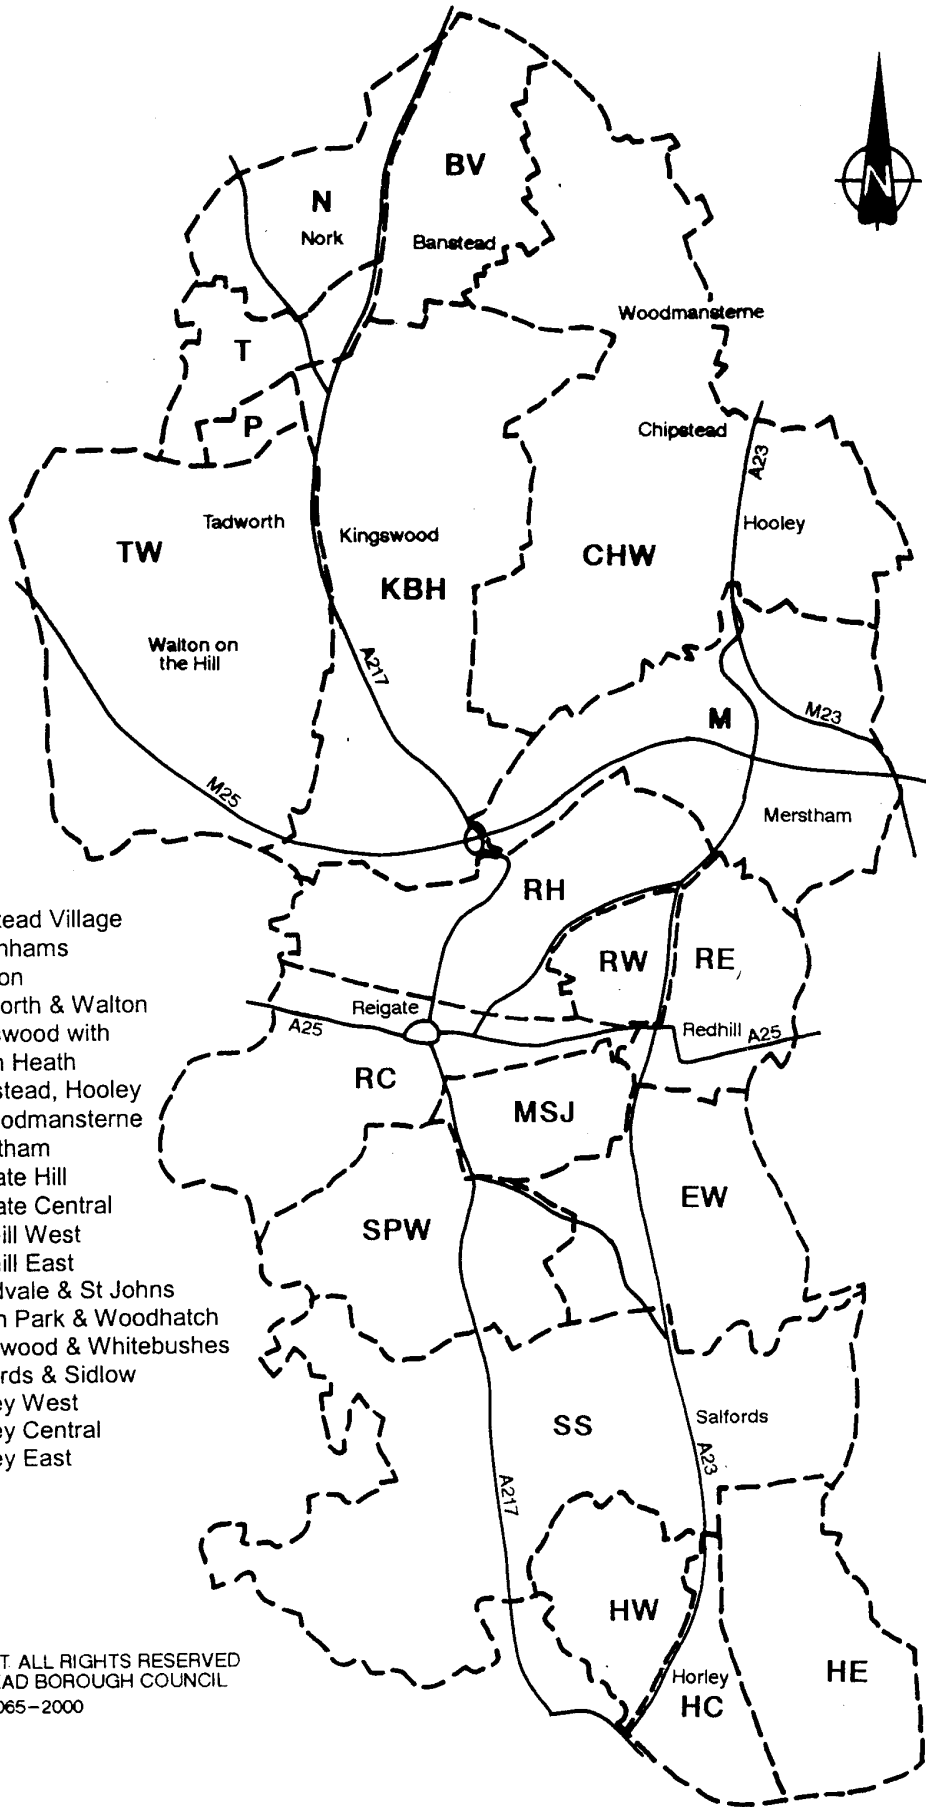 BV
N
N
Nork
Banstead
Woodmansterne
T
P
Chipstead
A23
Tadworth
Hooley
Kingswood
TW
CHW
KBH
Walton on
the Hill
A217
M
M23
M25
Merstham
RH
RW
RE
Reigate
A25
Redhill
A25
RC
MSJ
EW
SPW
SS
Salfords
A23
A217
HW
Horley
HC
HE
ead Village
nhams
on
orth & Walton
swood with
n Heath
stead, Hooley
odmansterne
tham
ate Hill
ate Central
ill West
ill East
dvale & St Johns
h Park & Woodhatch
wood & Whitebushes
rds & Sidlow
ey West
ey Central
ey East
T. ALL RIGHTS RESERVED
AD BOROUGH COUNCIL
065-2000